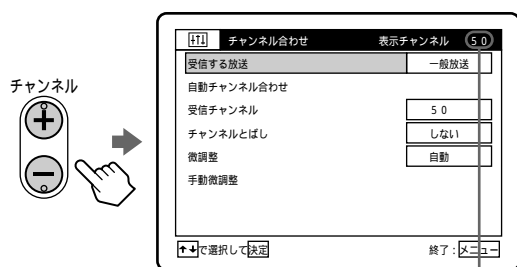 チャンネル
チャンネル合わせ 表示チャンネル 50
受信する放送 一般放送
自動チャンネル合わせ
受信チャンネル 50
チャンネルとばし しない
微調整 自動
手動微調整
↑↓で選択して決定 終了:メニュー